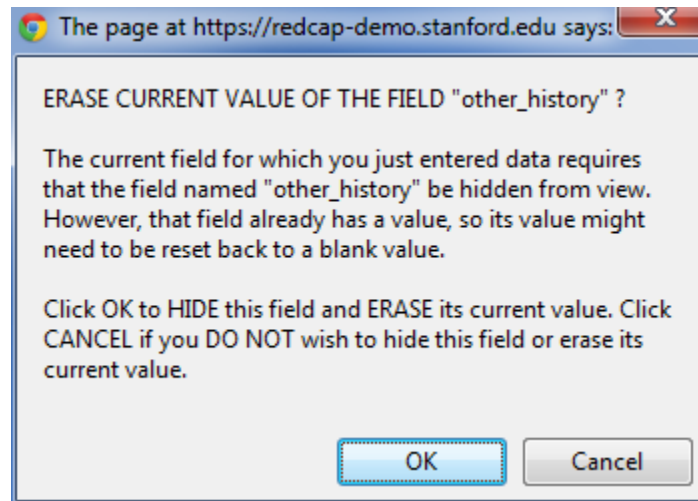 The page at https://redcap-demo.stanford.edu says:
ERASE CURRENT VALUE OF THE FIELD "other_history" ?
The current field for which you just entered data requires
that the field named "other_history" be hidden from view.
However, that field already has a value, so its value might
need to be reset back to a blank value.
Click OK to HIDE this field and ERASE its current value. Click
CANCEL if you DO NOT wish to hide this field or erase its
current value.
OK
Cancel